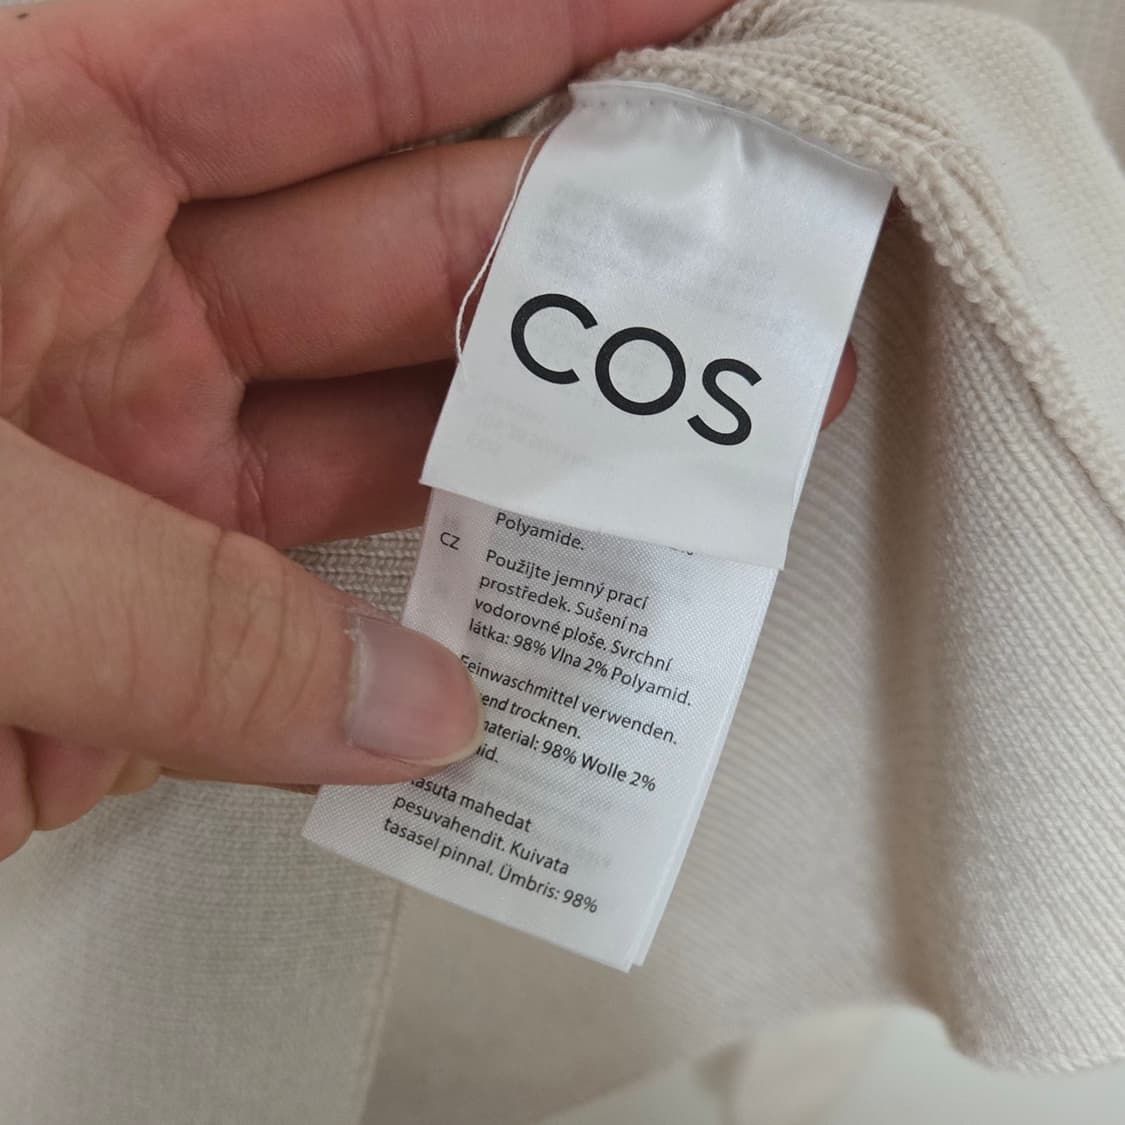 COS
Polyamide.
CZ
Použijte jemný prací
prostředek. Sušení na
vodorovné ploše. Svrchní
látka: 98% Vlna 2% Polyamid.
Feinwaschmittel verwenden.
trocknen.
98% Wolle 2%
mahedat
pesuvahendit. Kuivata
tasasel pinnal. Ümbris: 98%